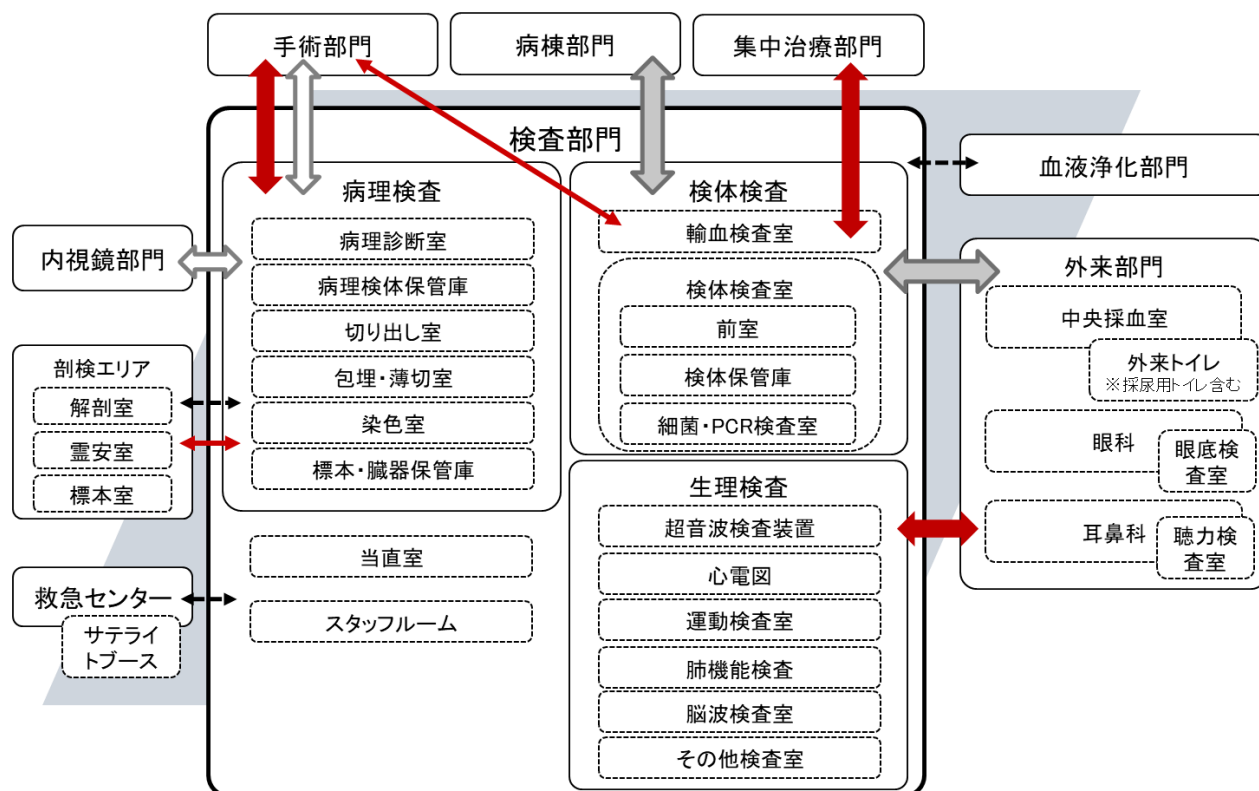 手術部門
病棟部門
集中治療部門
検査部門
血液浄化部門
病理検査
病理診断室
病理検体保管庫
切り出し室
包埋・薄切室
染色室
標本・臓器保管庫
検体検査
輸血検査室
検体検査室
前室
検体保管庫
細菌・PCR検査室
内視鏡部門
剖検エリア
解剖室
霊安室
標本室
救急センター
サテライ
トブース
当直室
スタッフルーム
生理検査
超音波検査装置
心電図
運動検査室
肺機能検査
脳波検査室
その他検査室
外来部門
中央採血室
外来トイレ
※採尿用トイレ含む
眼科
眼底検
査室
耳鼻科
聴力検
査室